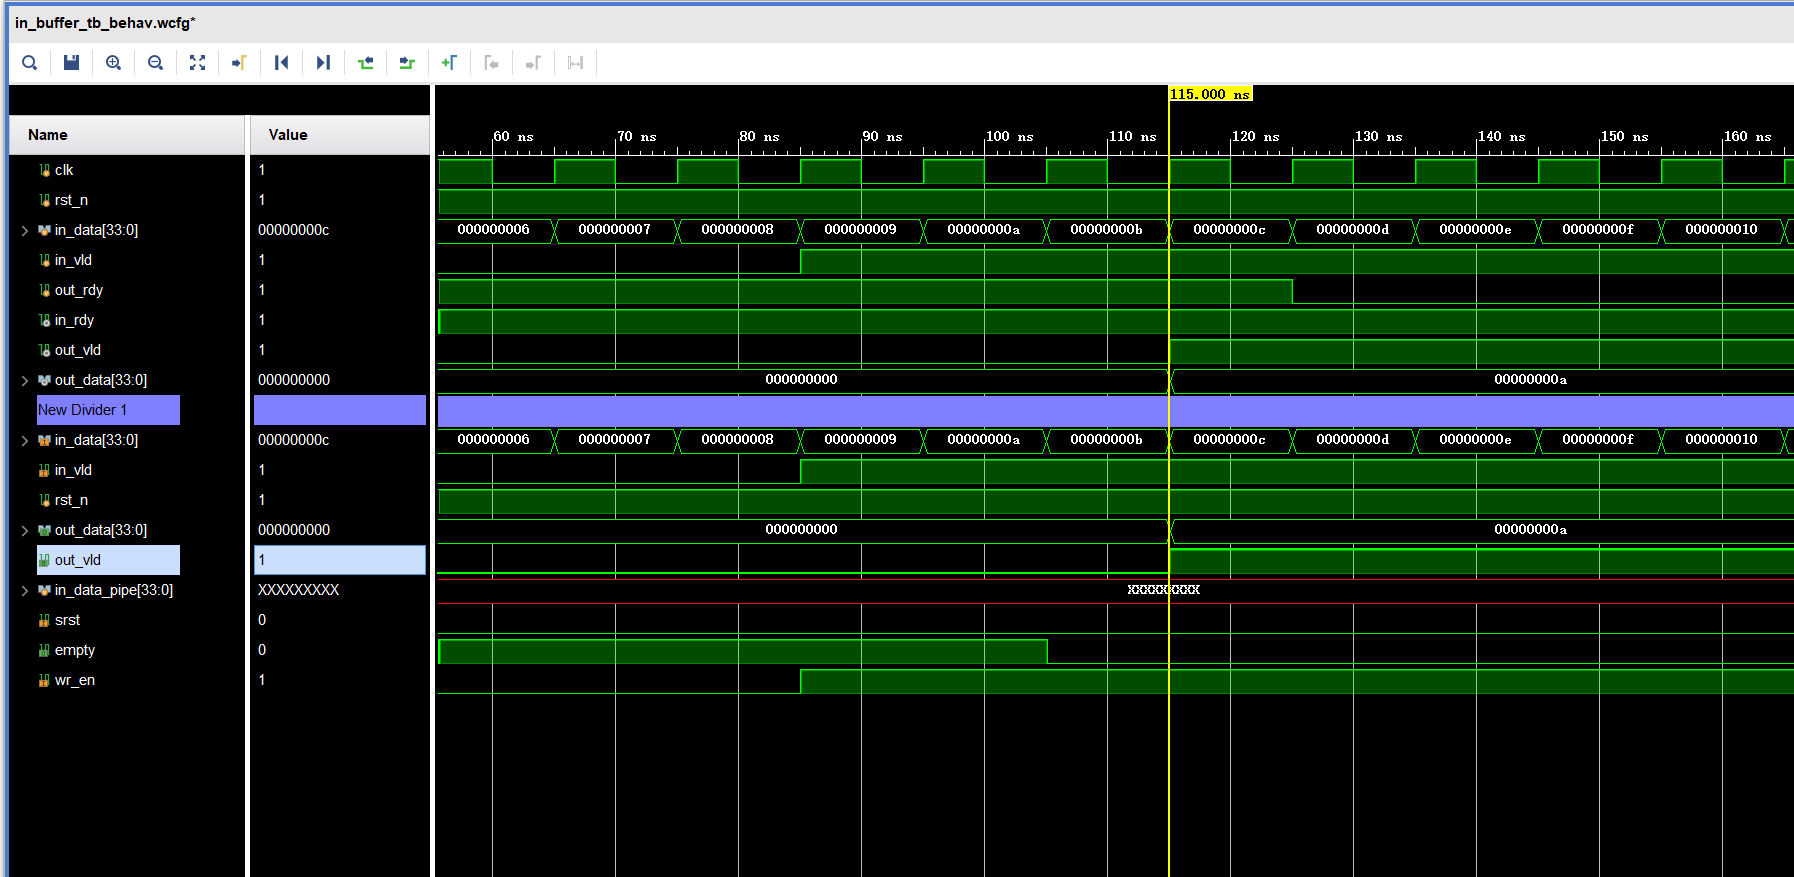 in_buffer_tb_behav.wcfg*
115.000 ns
Name Value 60 ns 70 ns 80 ns 90 ns 100 ns 110 ns 120 ns 130 ns 140 ns 150 ns 160 ns
clk 1
rst_n 1
in_data[33:0] 00000000c 000000006 000000007 000000008 000000009 00000000a 00000000b 00000000c 00000000d 00000000e 00000000f 000000010
in_vld 1
out_rdy 1
in_rdy 1
out_vld 1
out_data[33:0] 000000000 000000000 00000000a
New Divider 1
in_data[33:0] 00000000c 000000006 000000007 000000008 000000009 00000000a 00000000b 00000000c 00000000d 00000000e 00000000f 000000010
in_vld 1
rst_n 1
out_data[33:0] 000000000 000000000 00000000a
out_vld 1
in_data_pipe[33:0] XXXXXXXXX XXXXXXXXX
srst 0
empty 0
wr_en 1